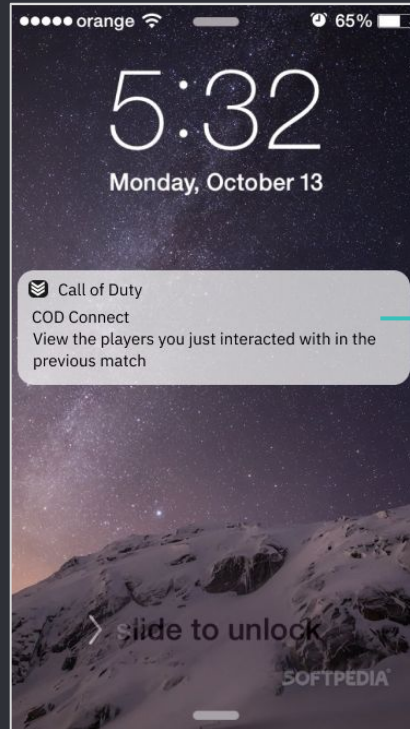 orange 65%
5:32
Monday, October 13
Call of Duty
COD Connect
View the players you just interacted with in the
previous match
slide to unlock
SOFTPEDIA